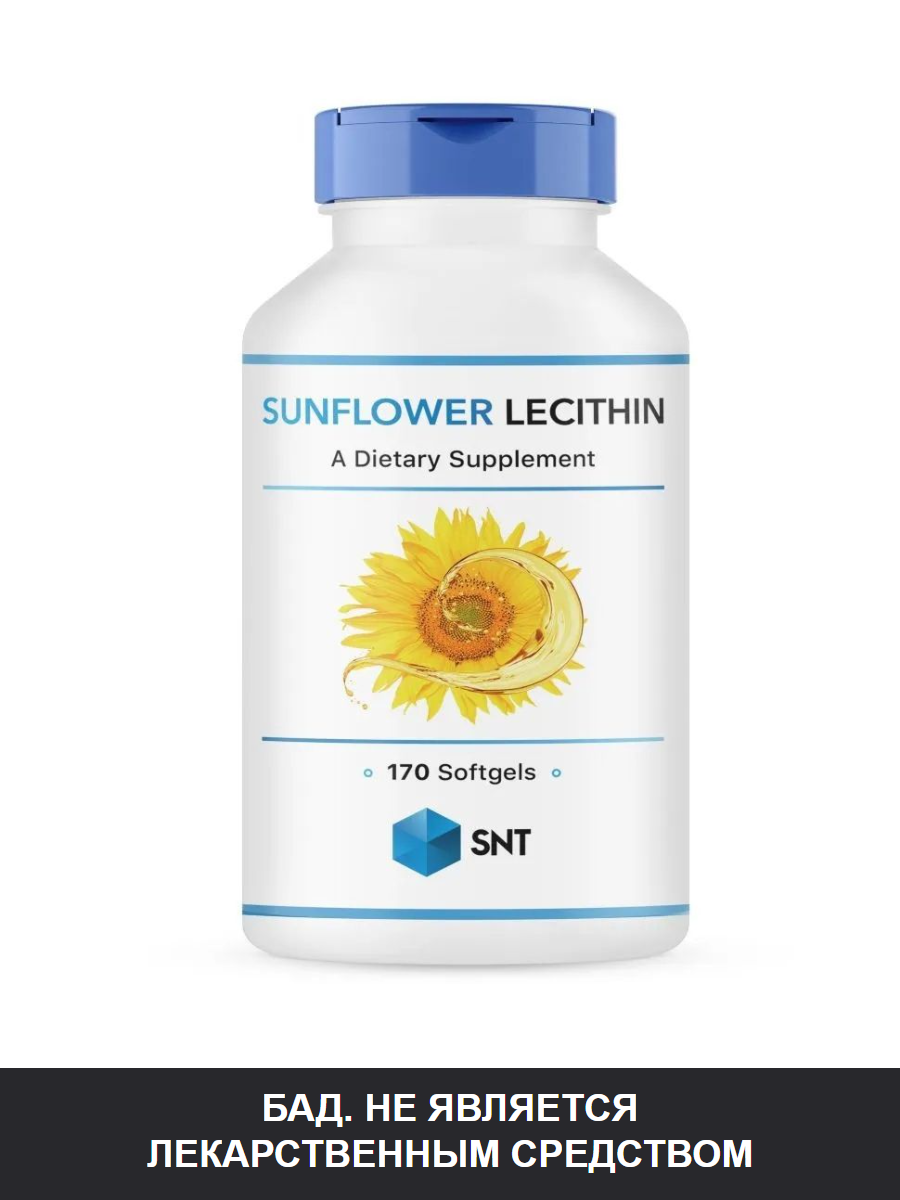 SUNFLOWER LECITHIN
A Dietary Supplement
170 Softgels
SNT
БАД. НЕ ЯВЛЯЕТСЯ
ЛЕКАРСТВЕННЫМ СРЕДСТВОМ